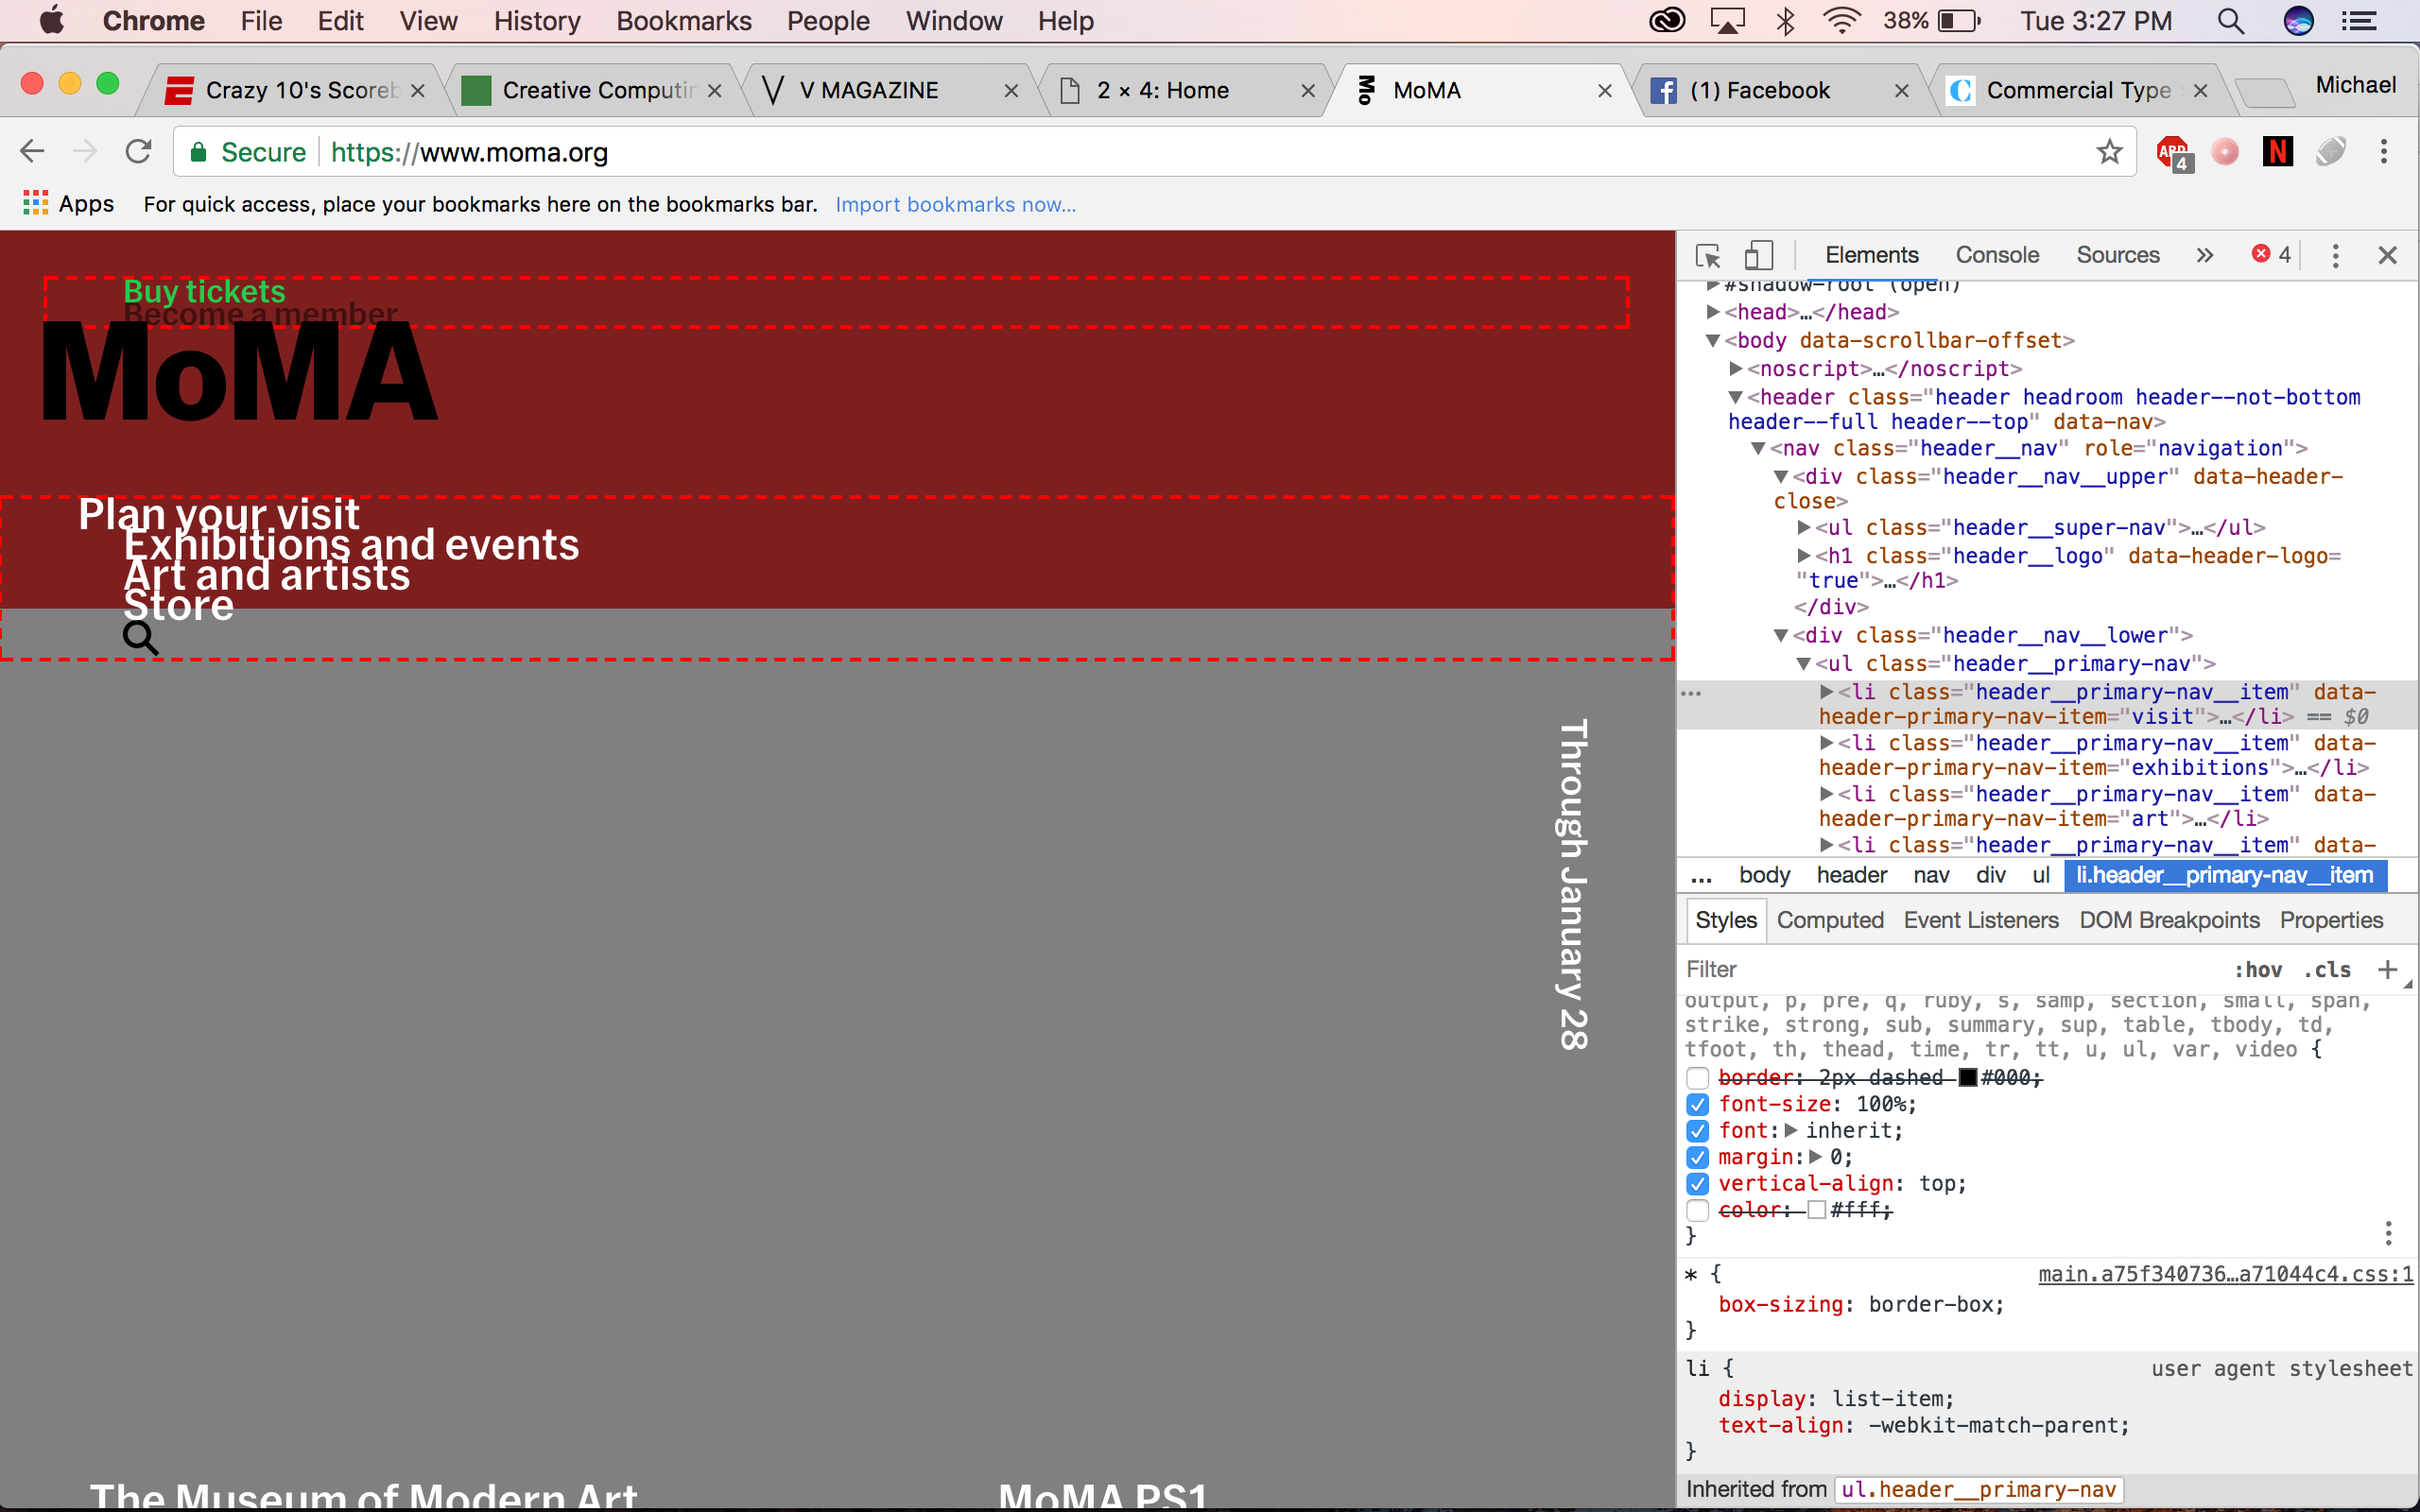 Chrome File Edit View History Bookmarks People Window Help 38% Tue 3:27 PM
Crazy 10's Scoreb Creative Computin V MAGAZINE 2 × 4: Home MoMA (1) Facebook Commercial Type Michael
Secure https://www.moma.org ABP 4 N
Apps For quick access, place your bookmarks here on the bookmarks bar. Import bookmarks now...
Buy tickets
Become a member
MoMA
Plan your visit
Exhibitions and events
Art and artists
Store
Through January 28
The Museum of Modern Art
MoMA PS1
Elements Console Sources » 4
#shadow-root (open)
<head>…</head>
<body data-scrollbar-offset>
<noscript>…</noscript>
<header class="header headroom header--not-bottom
header--full header--top" data-nav>
<nav class="header__nav" role="navigation">
<div class="header__nav__upper" data-header-
close>
<ul class="header__super-nav">…</ul>
<h1 class="header__logo" data-header-logo=
"true">…</h1>
</div>
<div class="header__nav__lower">
<ul class="header__primary-nav">
… <li class="header__primary-nav__item" data-
header-primary-nav-item="visit">…</li> == $0
<li class="header__primary-nav__item" data-
header-primary-nav-item="exhibitions">…</li>
<li class="header__primary-nav__item" data-
header-primary-nav-item="art">…</li>
<li class="header__primary-nav__item" data-
... body header nav div ul li.header__primary-nav__item
Styles Computed Event Listeners DOM Breakpoints Properties
Filter :hov .cls +
output, p, pre, q, ruby, s, samp, section, small, span,
strike, strong, sub, summary, sup, table, tbody, td,
tfoot, th, thead, time, tr, tt, u, ul, var, video {
border: 2px dashed #000;
font-size: 100%;
font: inherit;
margin: 0;
vertical-align: top;
color: #fff;
}
* { main.a75f340736…a71044c4.css:1
box-sizing: border-box;
}
li { user agent stylesheet
display: list-item;
text-align: -webkit-match-parent;
}
Inherited from ul.header__primary-nav